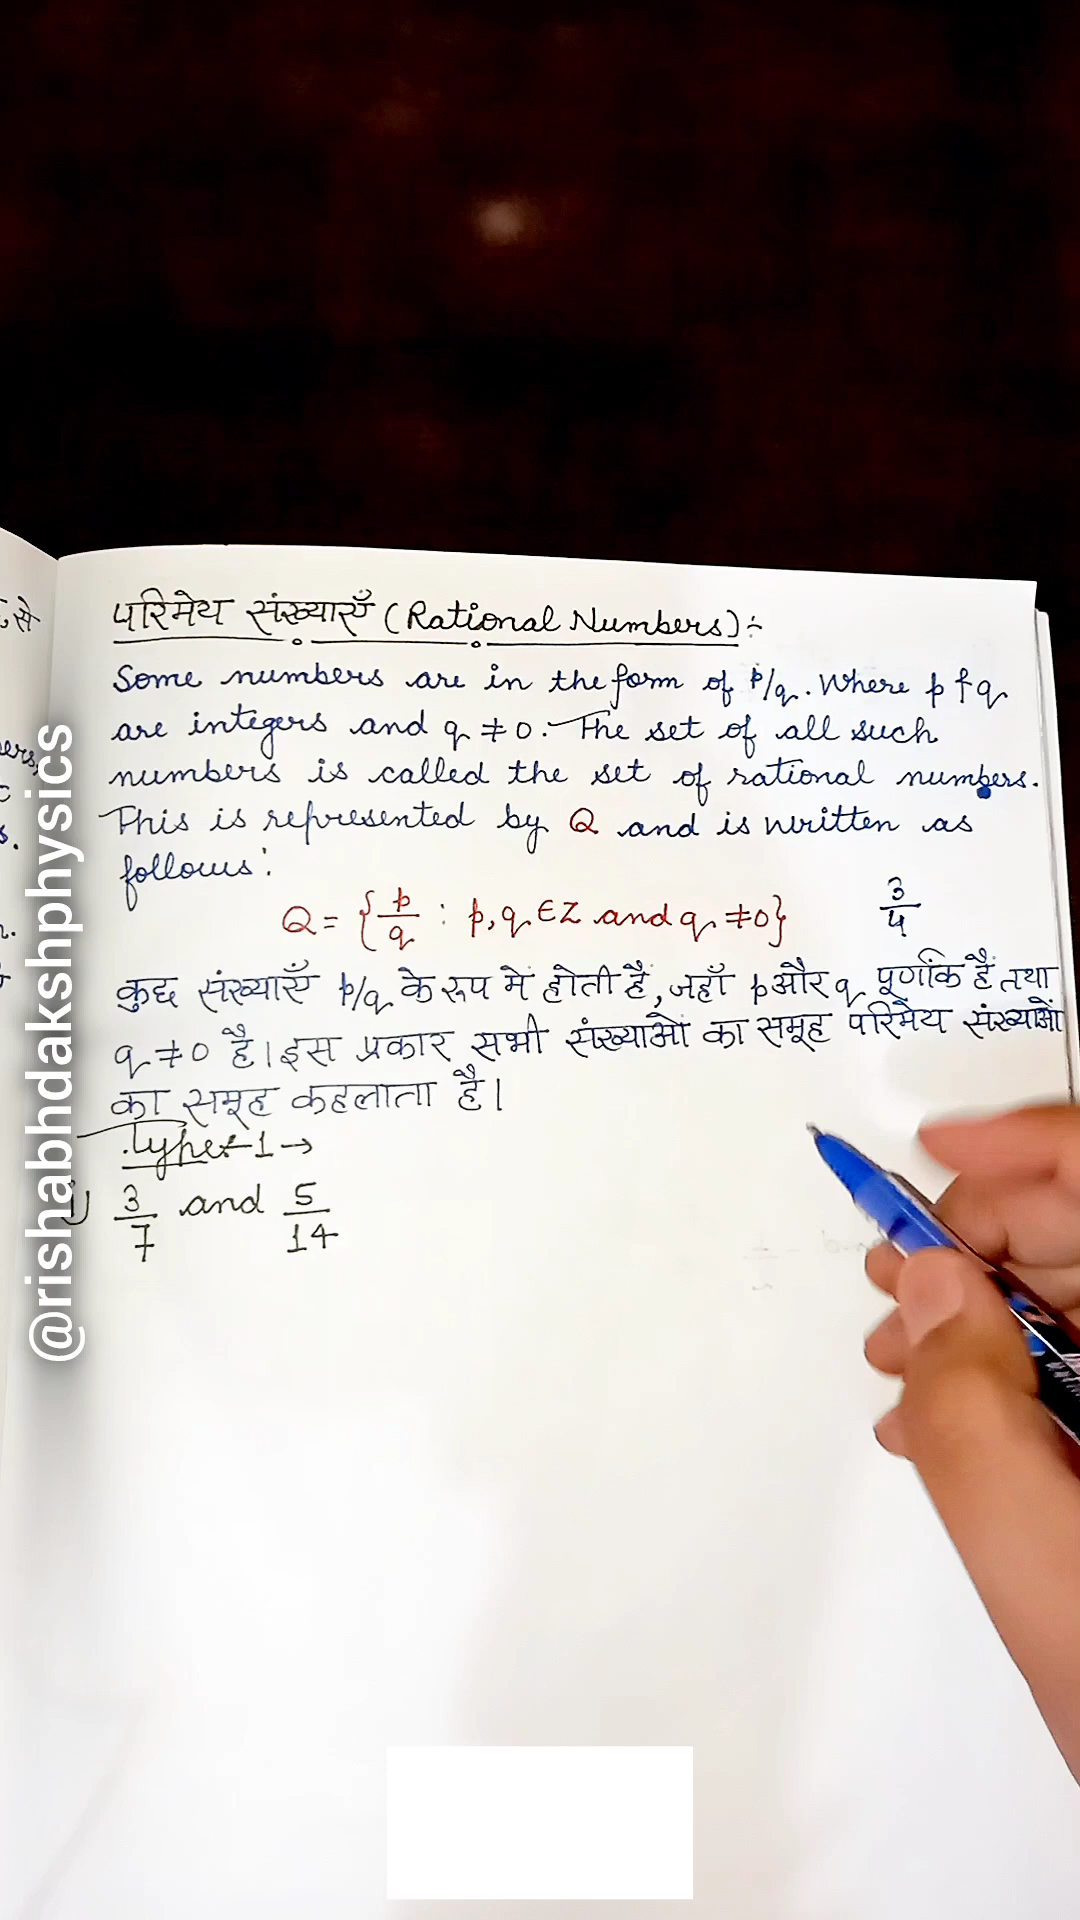 परिमेय संख्याएँ (Rational Numbers):-
Some numbers are in the form of p/q. Where p & q
are integers and q ≠ 0. The set of all such
numbers is called the set of rational numbers.
This is represented by Q and is written as
follows:
Q = {p/q : p, q ∈ Z and q ≠ 0}
3/4
कुछ संख्याएँ p/q के रूप में होती हैं, जहाँ p और q पूर्णांक हैं तथा
q ≠ 0 है। इस प्रकार सभी संख्याओं का समूह परिमेय संख्याओं
का समूह कहलाता है।
Type-1 →
3/7 and 5/14
से
@rishabhdakshphysics